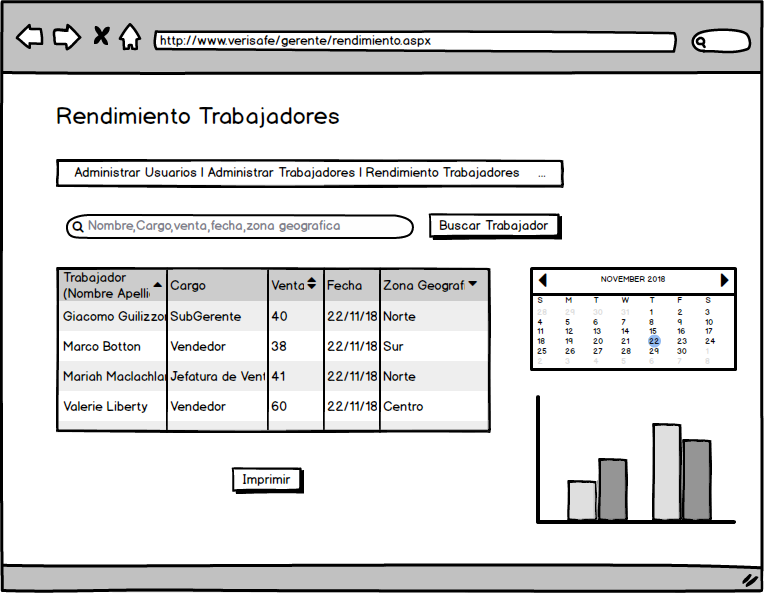 http://www.verisafe/gerente/rendimiento.aspx
Rendimiento Trabajadores
Administrar Usuarios | Administrar Trabajadores | Rendimiento Trabajadores ...
Nombre,Cargo,venta,fecha,zona geografica
Buscar Trabajador
Trabajador
(Nombre Apelli Cargo Venta Fecha Zona Geograf
Giacomo Guilizzor SubGerente 40 22/11/18 Norte
Marco Botton Vendedor 38 22/11/18 Sur
Mariah Maclachlar Jefatura de Vent 41 22/11/18 Norte
Valerie Liberty Vendedor 60 22/11/18 Centro
Imprimir
NOVEMBER 2018
S M T W T F S
28 29 30 31 1 2 3
4 5 6 7 8 9 10
11 12 13 14 15 16 17
18 19 20 21 22 23 24
25 26 27 28 29 30 1
2 3 4 5 6 7 8